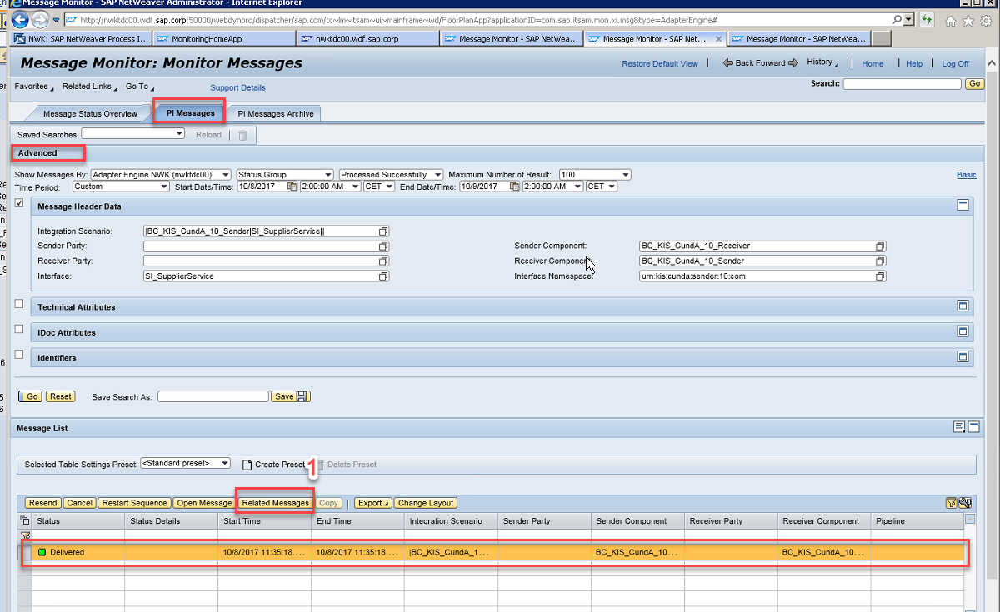 Message Monitor - SAP NetWeaver Administrator - Internet Explorer
http://nwktdc00.wdf.sap.corp:50000/webdynpro/dispatcher/sap.com/tc~lm~itsam~ui~mainframe~wd/FloorPlanApp?applicationID=com.sap.itsam.mon.xi.msg&type=AdapterEngine#
NWK: SAP NetWeaver Process I... MonitoringHomeApp nwktdc00.wdf.sap.corp Message Monitor - SAP NetWea... Message Monitor - SAP Net... Message Monitor - SAP NetWea...
Message Monitor: Monitor Messages
Restore Default View Back Forward History Home Help Log Off
Favorites Related Links Go To Support Details Search: Go
Message Status Overview PI Messages PI Messages Archive
Saved Searches: Reload
Advanced
Show Messages By: Adapter Engine NWK (nwktdc00) Status Group Processed Successfully Maximum Number of Result: 100 Basic
Time Period: Custom Start Date/Time: 10/8/2017 2:00:00 AM CET End Date/Time: 10/9/2017 2:00:00 AM CET
Message Header Data
Integration Scenario: |BC_KIS_CundA_10_Sender|SI_SupplierService||
Sender Party: Sender Component: BC_KIS_CundA_10_Receiver
Receiver Party: Receiver Component: BC_KIS_CundA_10_Sender
Interface: SI_SupplierService Interface Namespace: urn:kis:cunda:sender:10:com
Technical Attributes
IDoc Attributes
Identifiers
Go Reset Save Search As: Save
Message List
Selected Table Settings Preset: <Standard preset> Create Preset 1 Delete Preset
Resend Cancel Restart Sequence Open Message Related Messages Copy Export Change Layout
Status Status Details Start Time End Time Integration Scenario Sender Party Sender Component Receiver Party Receiver Component Pipeline
Delivered 10/8/2017 11:35:18.... 10/8/2017 11:35:18.... |BC_KIS_CundA_1... BC_KIS_CundA_10... BC_KIS_CundA_10...